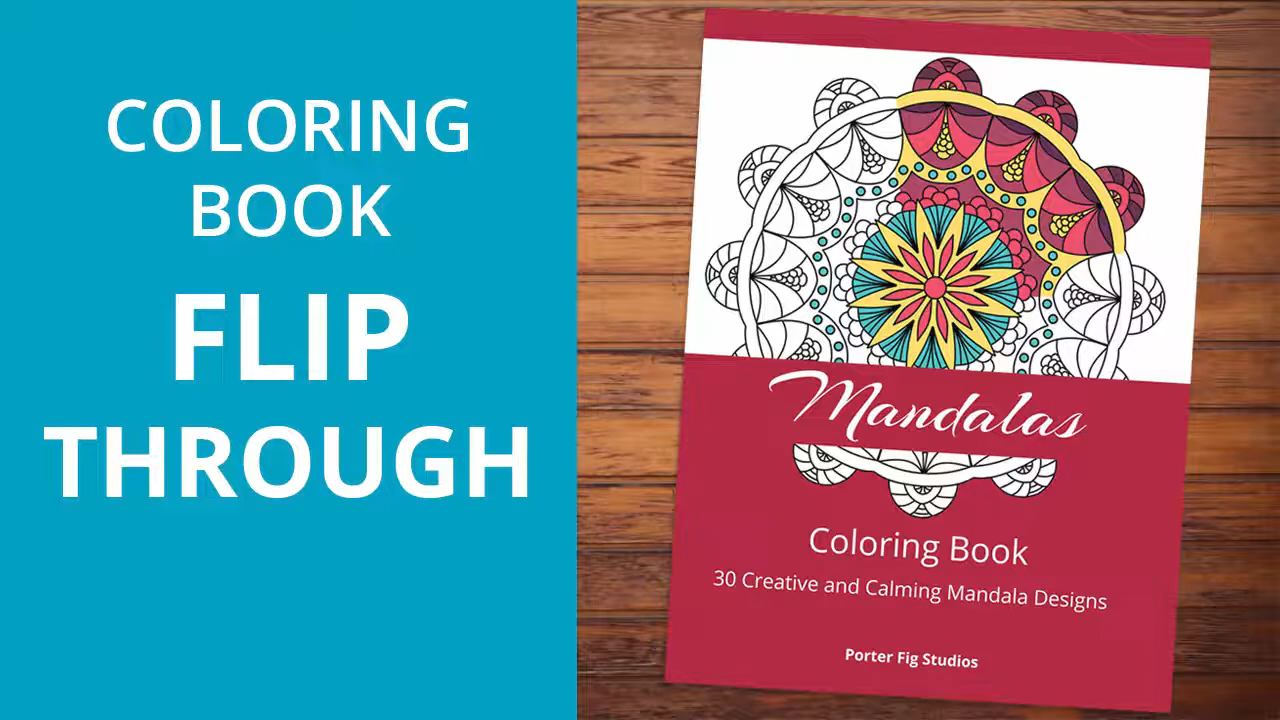 COLORING
BOOK
FLIP
THROUGH
Mandalas
Coloring Book
30 Creative and Calming Mandala Designs
Porter Fig Studios